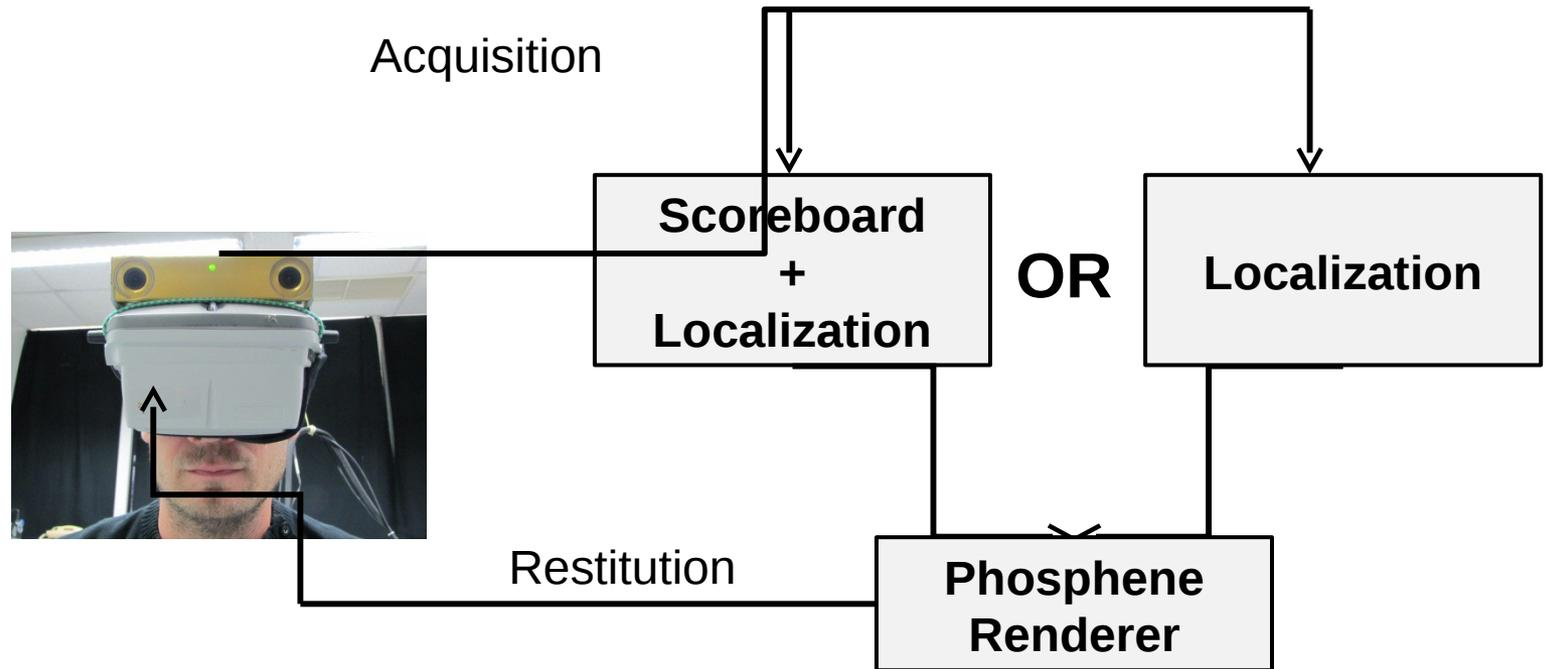 Acquisition
Scoreboard
+
Localization
OR
Localization
Restitution
Phosphene
Renderer